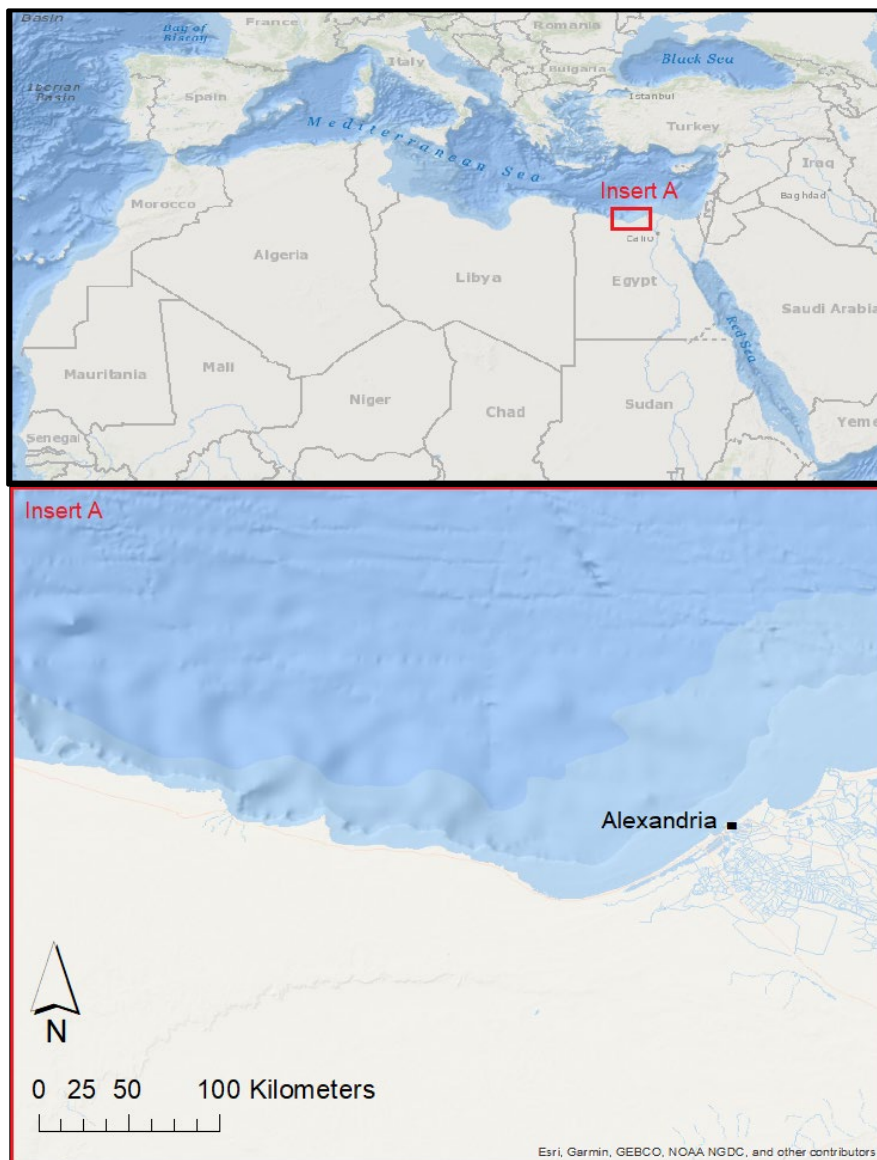 Basin
Bay of
Biscay
France
Romania
Italy
Bulgaria
Black Sea
Iberian
Basin
Spain
Istanbul
Turkey
Mediterranean Sea
Iraq
Insert A
Baghdad
Morocco
Cairo
Algeria
Libya
Egypt
Saudi Arabia
Red Sea
Mauritania
Mali
Niger
Chad
Sudan
Yeme
Senegal
Insert A
Alexandria
N
0 25 50 100 Kilometers
Esri, Garmin, GEBCO, NOAA NGDC, and other contributors